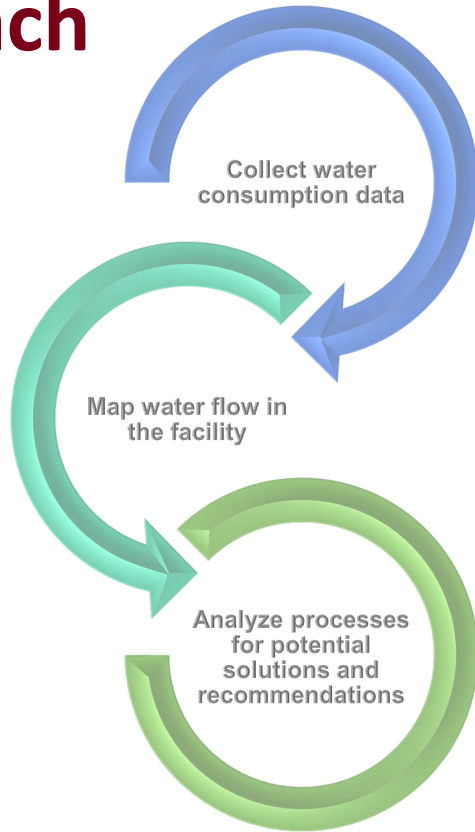 ach
Collect water
consumption data
Map water flow in
the facility
Analyze processes
for potential
solutions and
recommendations